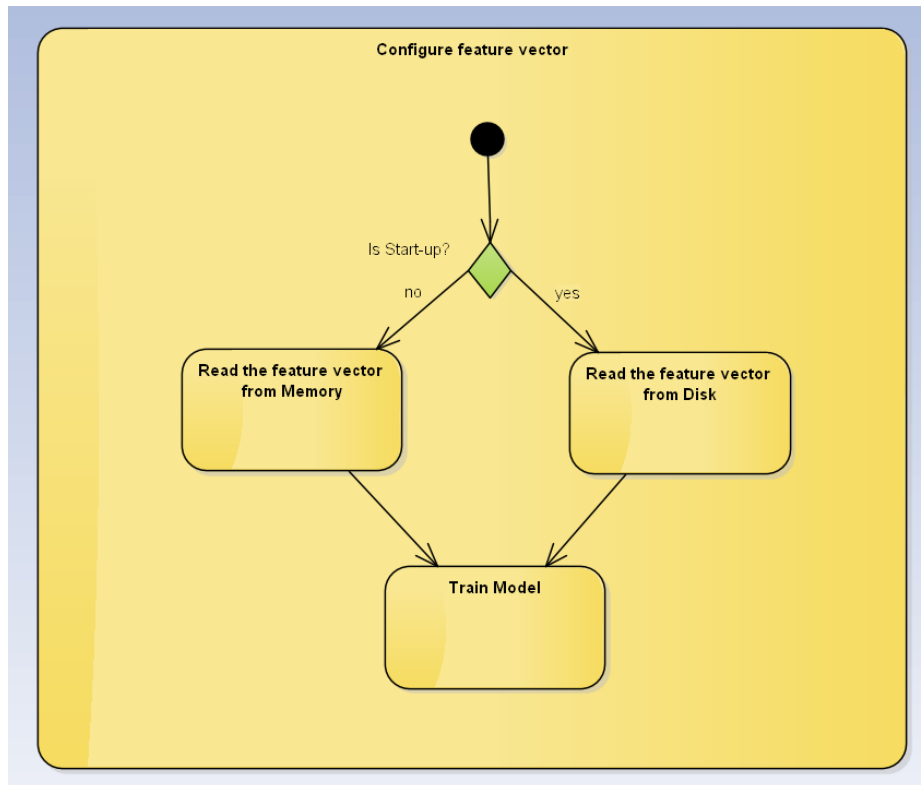 Configure feature vector
Is Start-up?
no
yes
Read the feature vector
from Memory
Read the feature vector
from Disk
Train Model